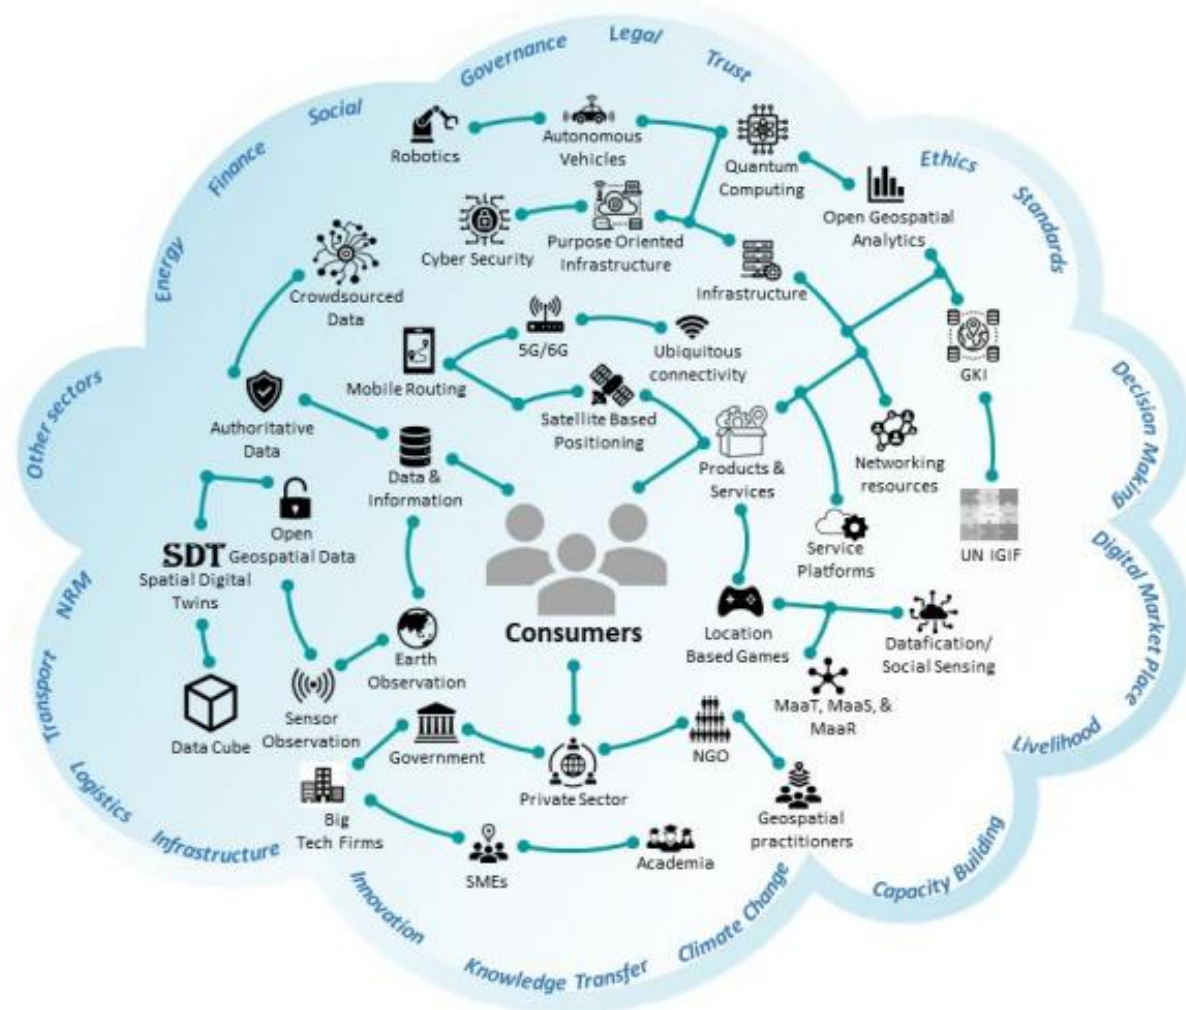 Governance
Legal
Trust
Social
Finance
Energy
Other sectors
Ethics
Standards
Robotics
Autonomous
Vehicles
Quantum
Computing
Open Geospatial
Analytics
Cyber Security
Purpose Oriented
Infrastructure
Infrastructure
Crowdsourced
Data
5G/6G
Ubiquitous
connectivity
Mobile Routing
GKI
Decision Making
Authoritative
Data
Satellite Based
Positioning
Data &
Information
Products &
Services
Networking
resources
Open
Geospatial Data
SDT
Spatial Digital
Twins
Service
Platforms
UN IGIF
Digital Market Place
NRM
Consumers
Earth
Observation
Location
Based Games
Datafication/
Social Sensing
Transport
Data Cube
Sensor
Observation
MaaT, MaaS, &
MaaR
Livelihood
Government
Private Sector
NGO
Logistics
Big
Tech Firms
Geospatial
practitioners
Infrastructure
SMEs
Academia
Capacity Building
Innovation
Knowledge Transfer
Climate Change